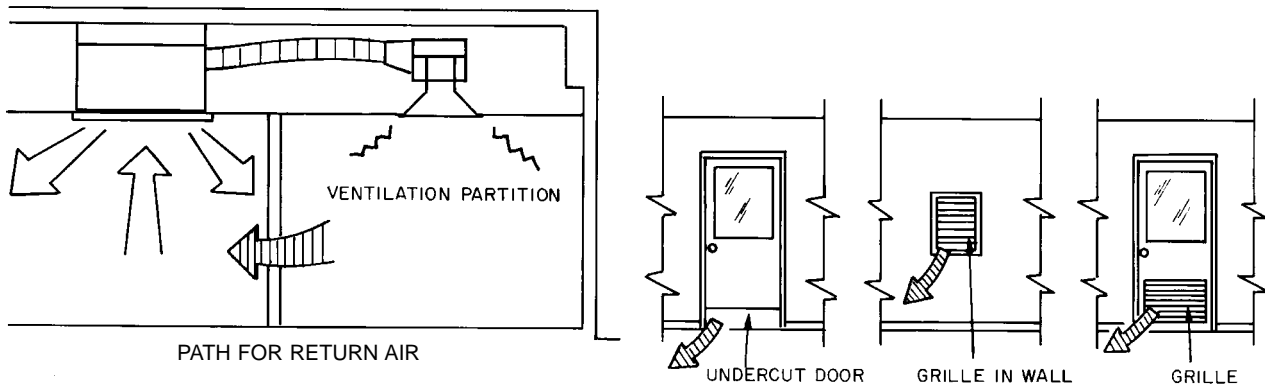 VENTILATION PARTITION
PATH FOR RETURN AIR
UNDERCUT DOOR
GRILLE IN WALL
GRILLE